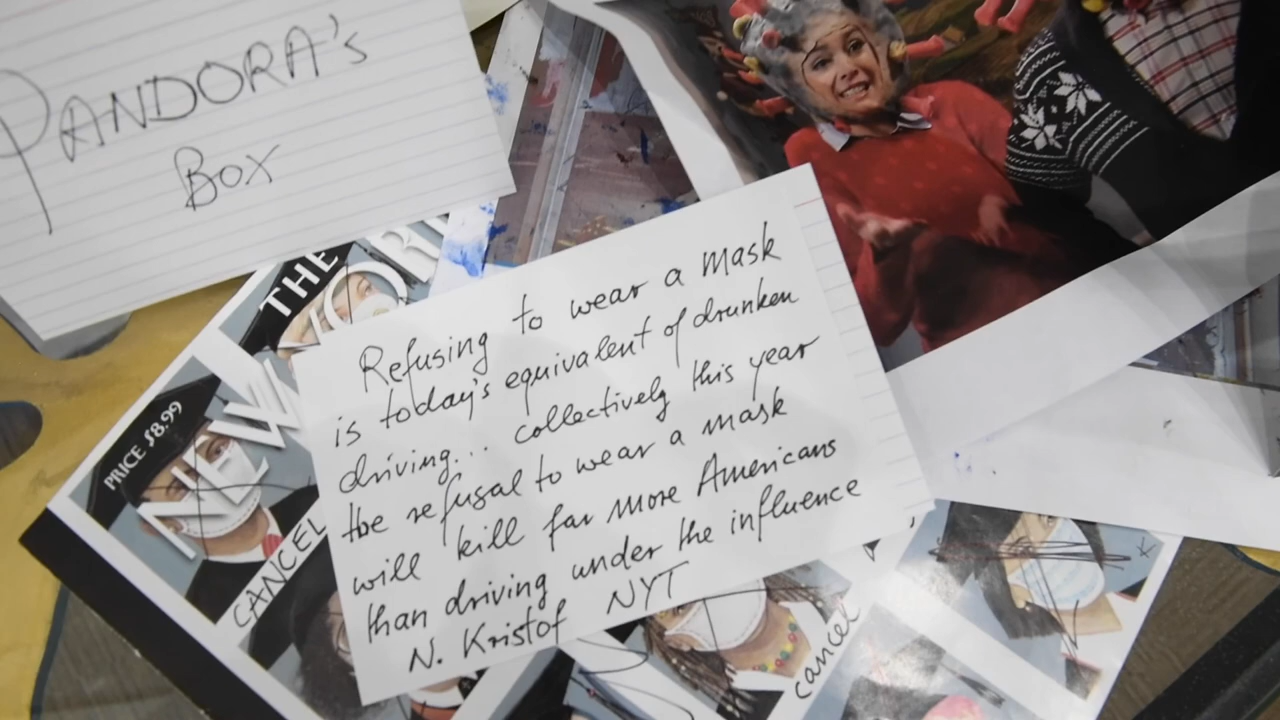 PANDORA's
BOX
THE
NEW YORK
PRICE $8.99
CANCEL
Refusing to wear a mask
is today's equivalent of drunken
driving... collectively this year
the refusal to wear a mask
will kill far more Americans
than driving under the influence
N. Kristof NYT
cancel